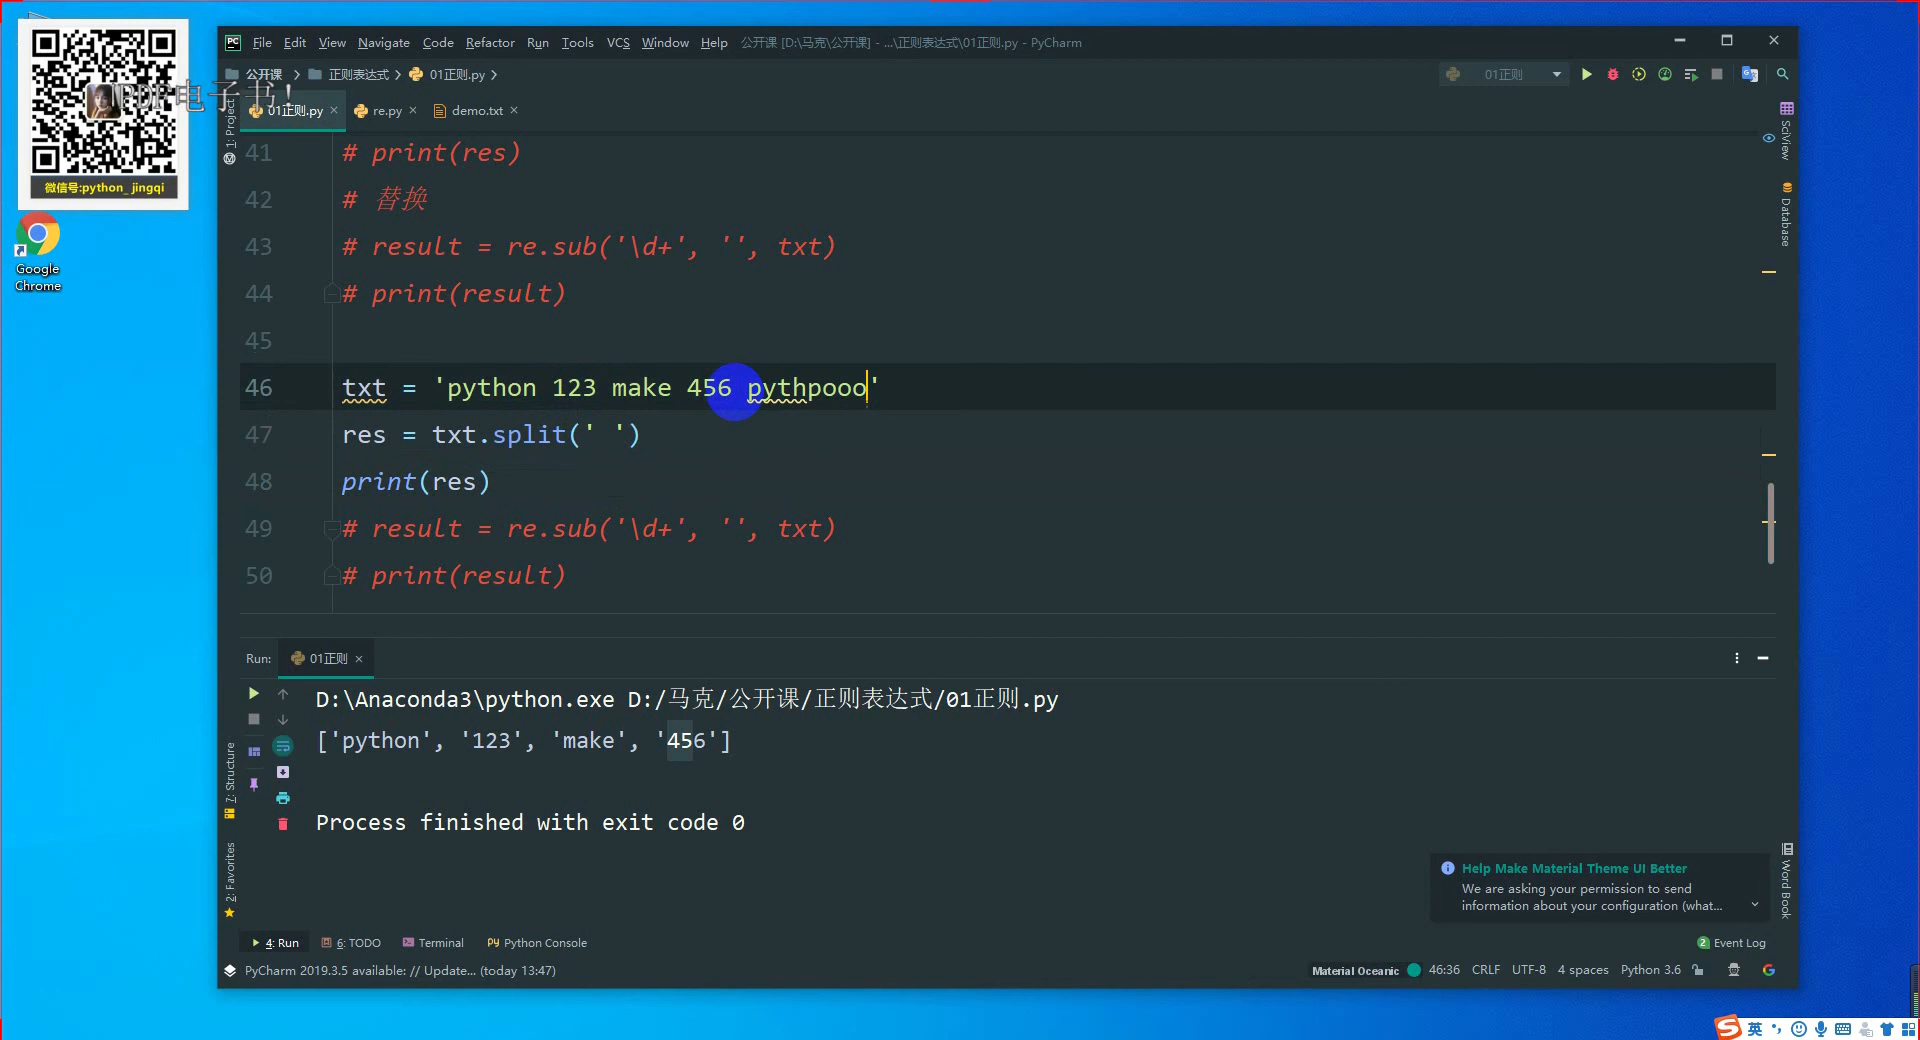 微信号:python_jingqi
Google
Chrome
PDF电子书!
File Edit View Navigate Code Refactor Run Tools VCS Window Help 公开课 [D:\马克\公开课] - ...\正则表达式\01正则.py - PyCharm
公开课 正则表达式 01正则.py
01正则
01正则.py re.py demo.txt
1: Project
SciView
Database
41 # print(res)
42 # 替换
43 # result = re.sub('\d+', '', txt)
44 # print(result)
45
46 txt = 'python 123 make 456 pythpooo'
47 res = txt.split(' ')
48 print(res)
49 # result = re.sub('\d+', '', txt)
50 # print(result)
Run: 01正则
D:\Anaconda3\python.exe D:/马克/公开课/正则表达式/01正则.py
['python', '123', 'make', '456']
Process finished with exit code 0
7: Structure
2: Favorites
Word Book
Help Make Material Theme UI Better
We are asking your permission to send
information about your configuration (what...
4: Run 6: TODO Terminal Python Console
2 Event Log
PyCharm 2019.3.5 available: // Update... (today 13:47)
Material Oceanic 46:36 CRLF UTF-8 4 spaces Python 3.6
英